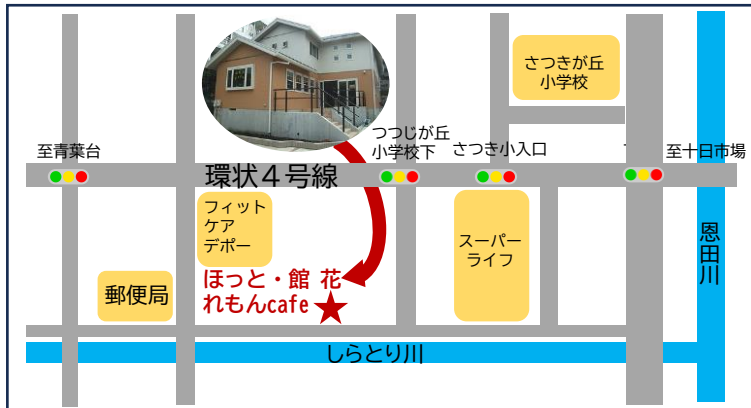 さつきが丘
小学校
つつじが丘
小学校下
さつき小入口
至青葉台
至十日市場
環状４号線
フィット
ケア
デポー
スーパー
ライフ
恩田川
ほっと・館 花
れもんcafe★
郵便局
しらとり川